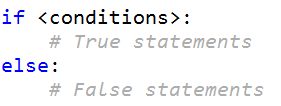 if <conditions>:
    # True statements
else:
    # False statements